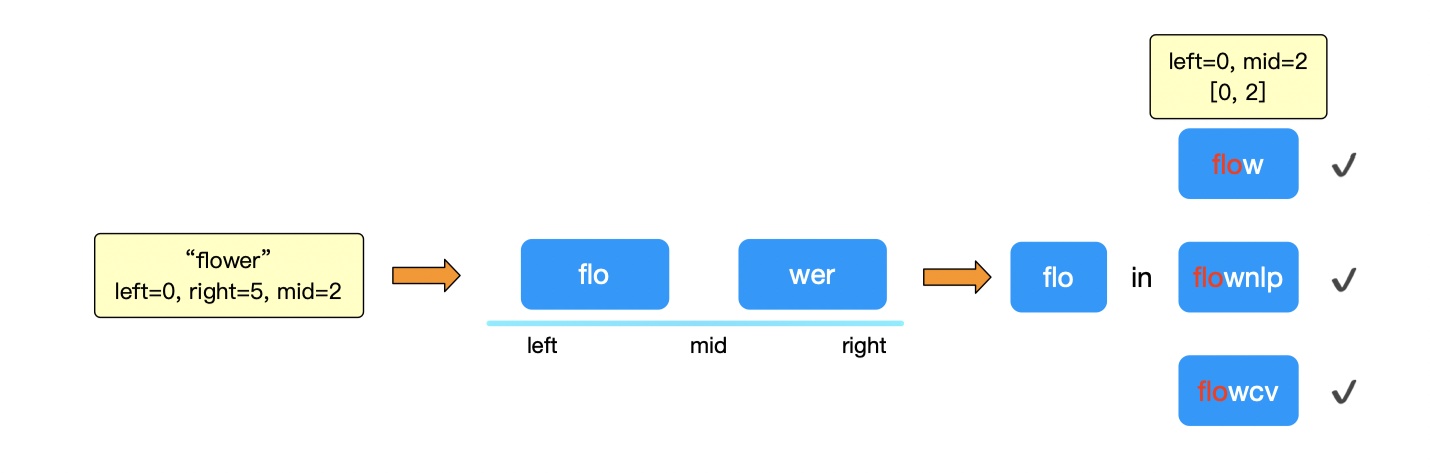 “flower”
left=0, right=5, mid=2
flo
wer
left
mid
right
flo
in
left=0, mid=2
[0, 2]
flow
flownlp
flowcv